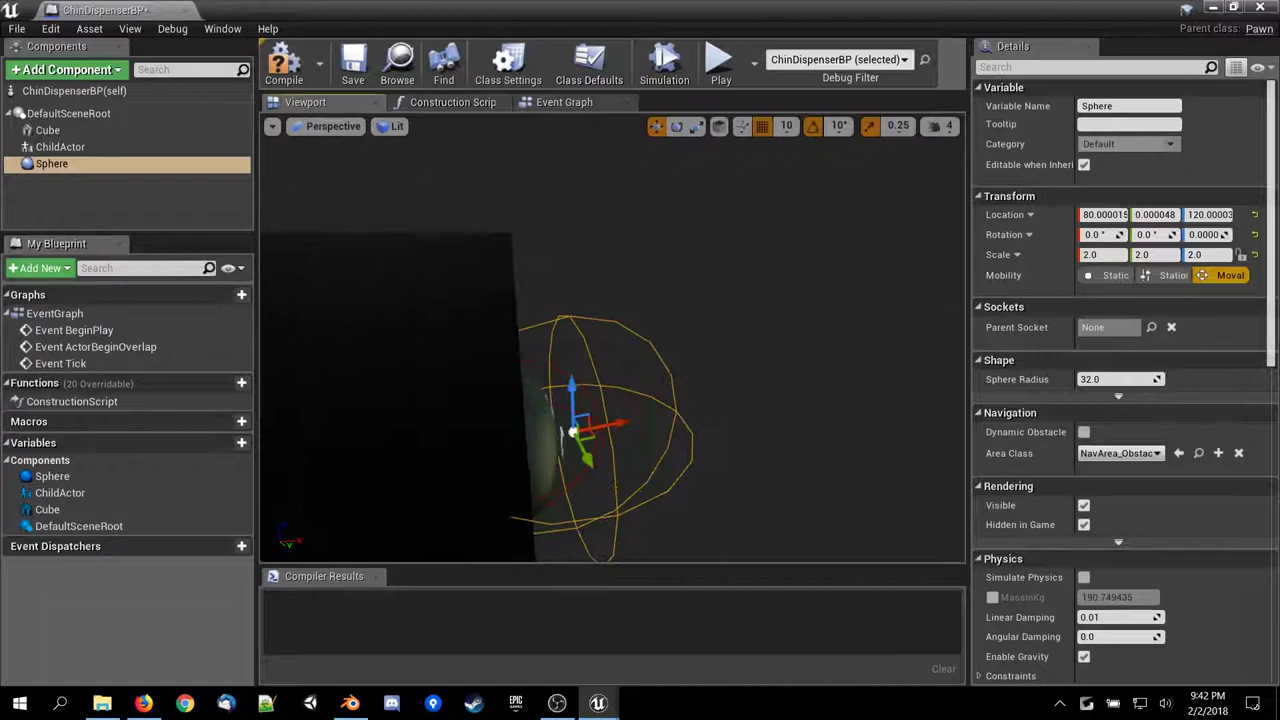 ChinDispenserBP*
Parent class: Pawn
File Edit Asset View Debug Window Help
Components
Add Component
Search
ChinDispenserBP(self)
DefaultSceneRoot
Cube
ChildActor
Sphere
My Blueprint
Add New
Search
Graphs
EventGraph
Event BeginPlay
Event ActorBeginOverlap
Event Tick
Functions (20 Overridable)
ConstructionScript
Macros
Variables
Components
Sphere
ChildActor
Cube
DefaultSceneRoot
Event Dispatchers
Compile Save Browse Find Class Settings Class Defaults Simulation Play
ChinDispenserBP (selected)
Debug Filter
Viewport Construction Scrip Event Graph
Perspective Lit 10 10° 0.25 4
Compiler Results
Clear
Details
Search
Variable
Variable Name Sphere
Tooltip
Category Default
Editable when Inheri
Transform
Location 80.000015 0.000048 120.00003
Rotation 0.0 ° 0.0 ° 0.0000
Scale 2.0 2.0 2.0
Mobility Static Statio Moval
Sockets
Parent Socket None
Shape
Sphere Radius 32.0
Navigation
Dynamic Obstacle
Area Class NavArea_Obstac
Rendering
Visible
Hidden in Game
Physics
Simulate Physics
MassInKg 190.749435
Linear Damping 0.01
Angular Damping 0.0
Enable Gravity
Constraints
EPIC GAMES
9:42 PM
2/2/2018